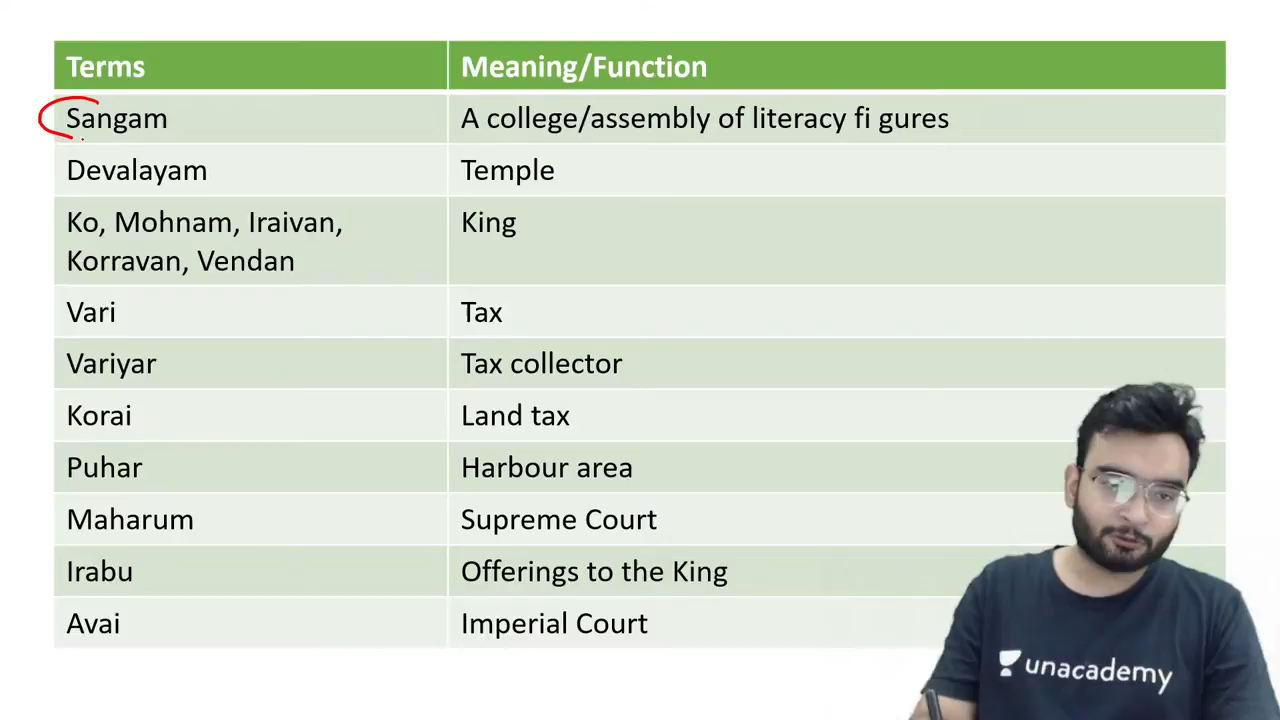 Terms Meaning/Function
Sangam A college/assembly of literacy fi gures
Devalayam Temple
Ko, Mohnam, Iraivan, King
Korravan, Vendan
Vari Tax
Variyar Tax collector
Korai Land tax
Puhar Harbour area
Maharum Supreme Court
Irabu Offerings to the King
Avai Imperial Court
unacademy